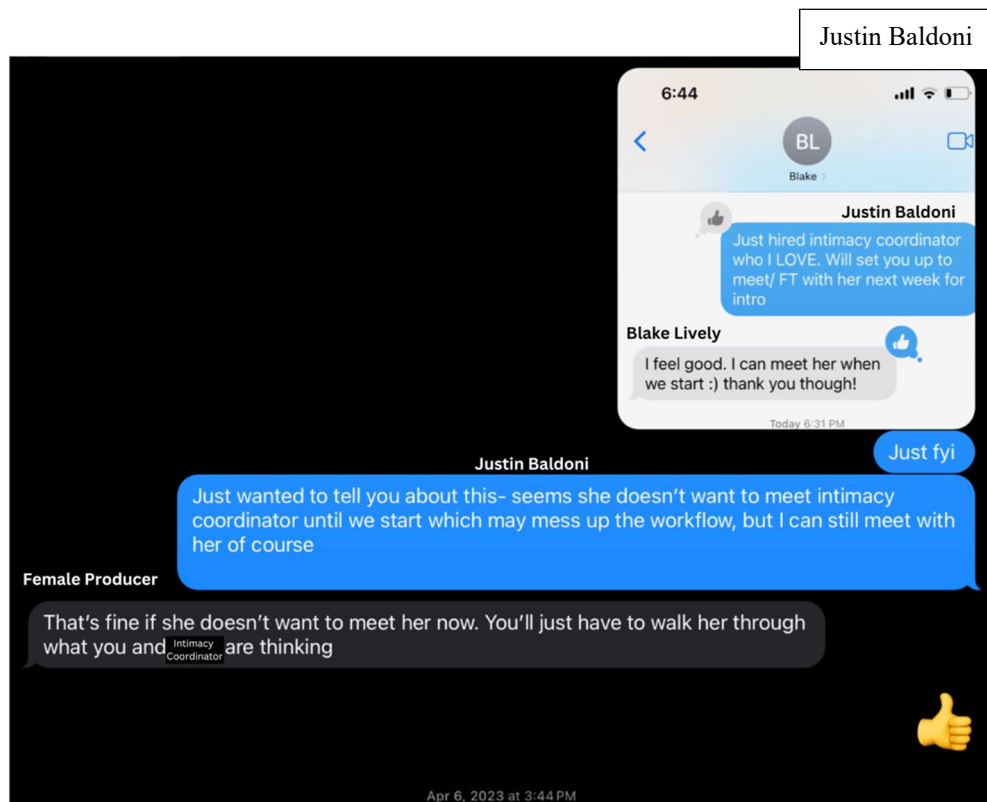 Justin Baldoni
6:44
BL
Blake >
Justin Baldoni
Just hired intimacy coordinator
who I LOVE. Will set you up to
meet/ FT with her next week for
intro
Blake Lively
I feel good. I can meet her when
we start :) thank you though!
Today 6:31 PM
Just fyi
Justin Baldoni
Just wanted to tell you about this- seems she doesn’t want to meet intimacy
coordinator until we start which may mess up the workflow, but I can still meet with
her of course
Female Producer
That’s fine if she doesn’t want to meet her now. You’ll just have to walk her through
what you and Intimacy Coordinator are thinking
Apr 6, 2023 at 3:44 PM